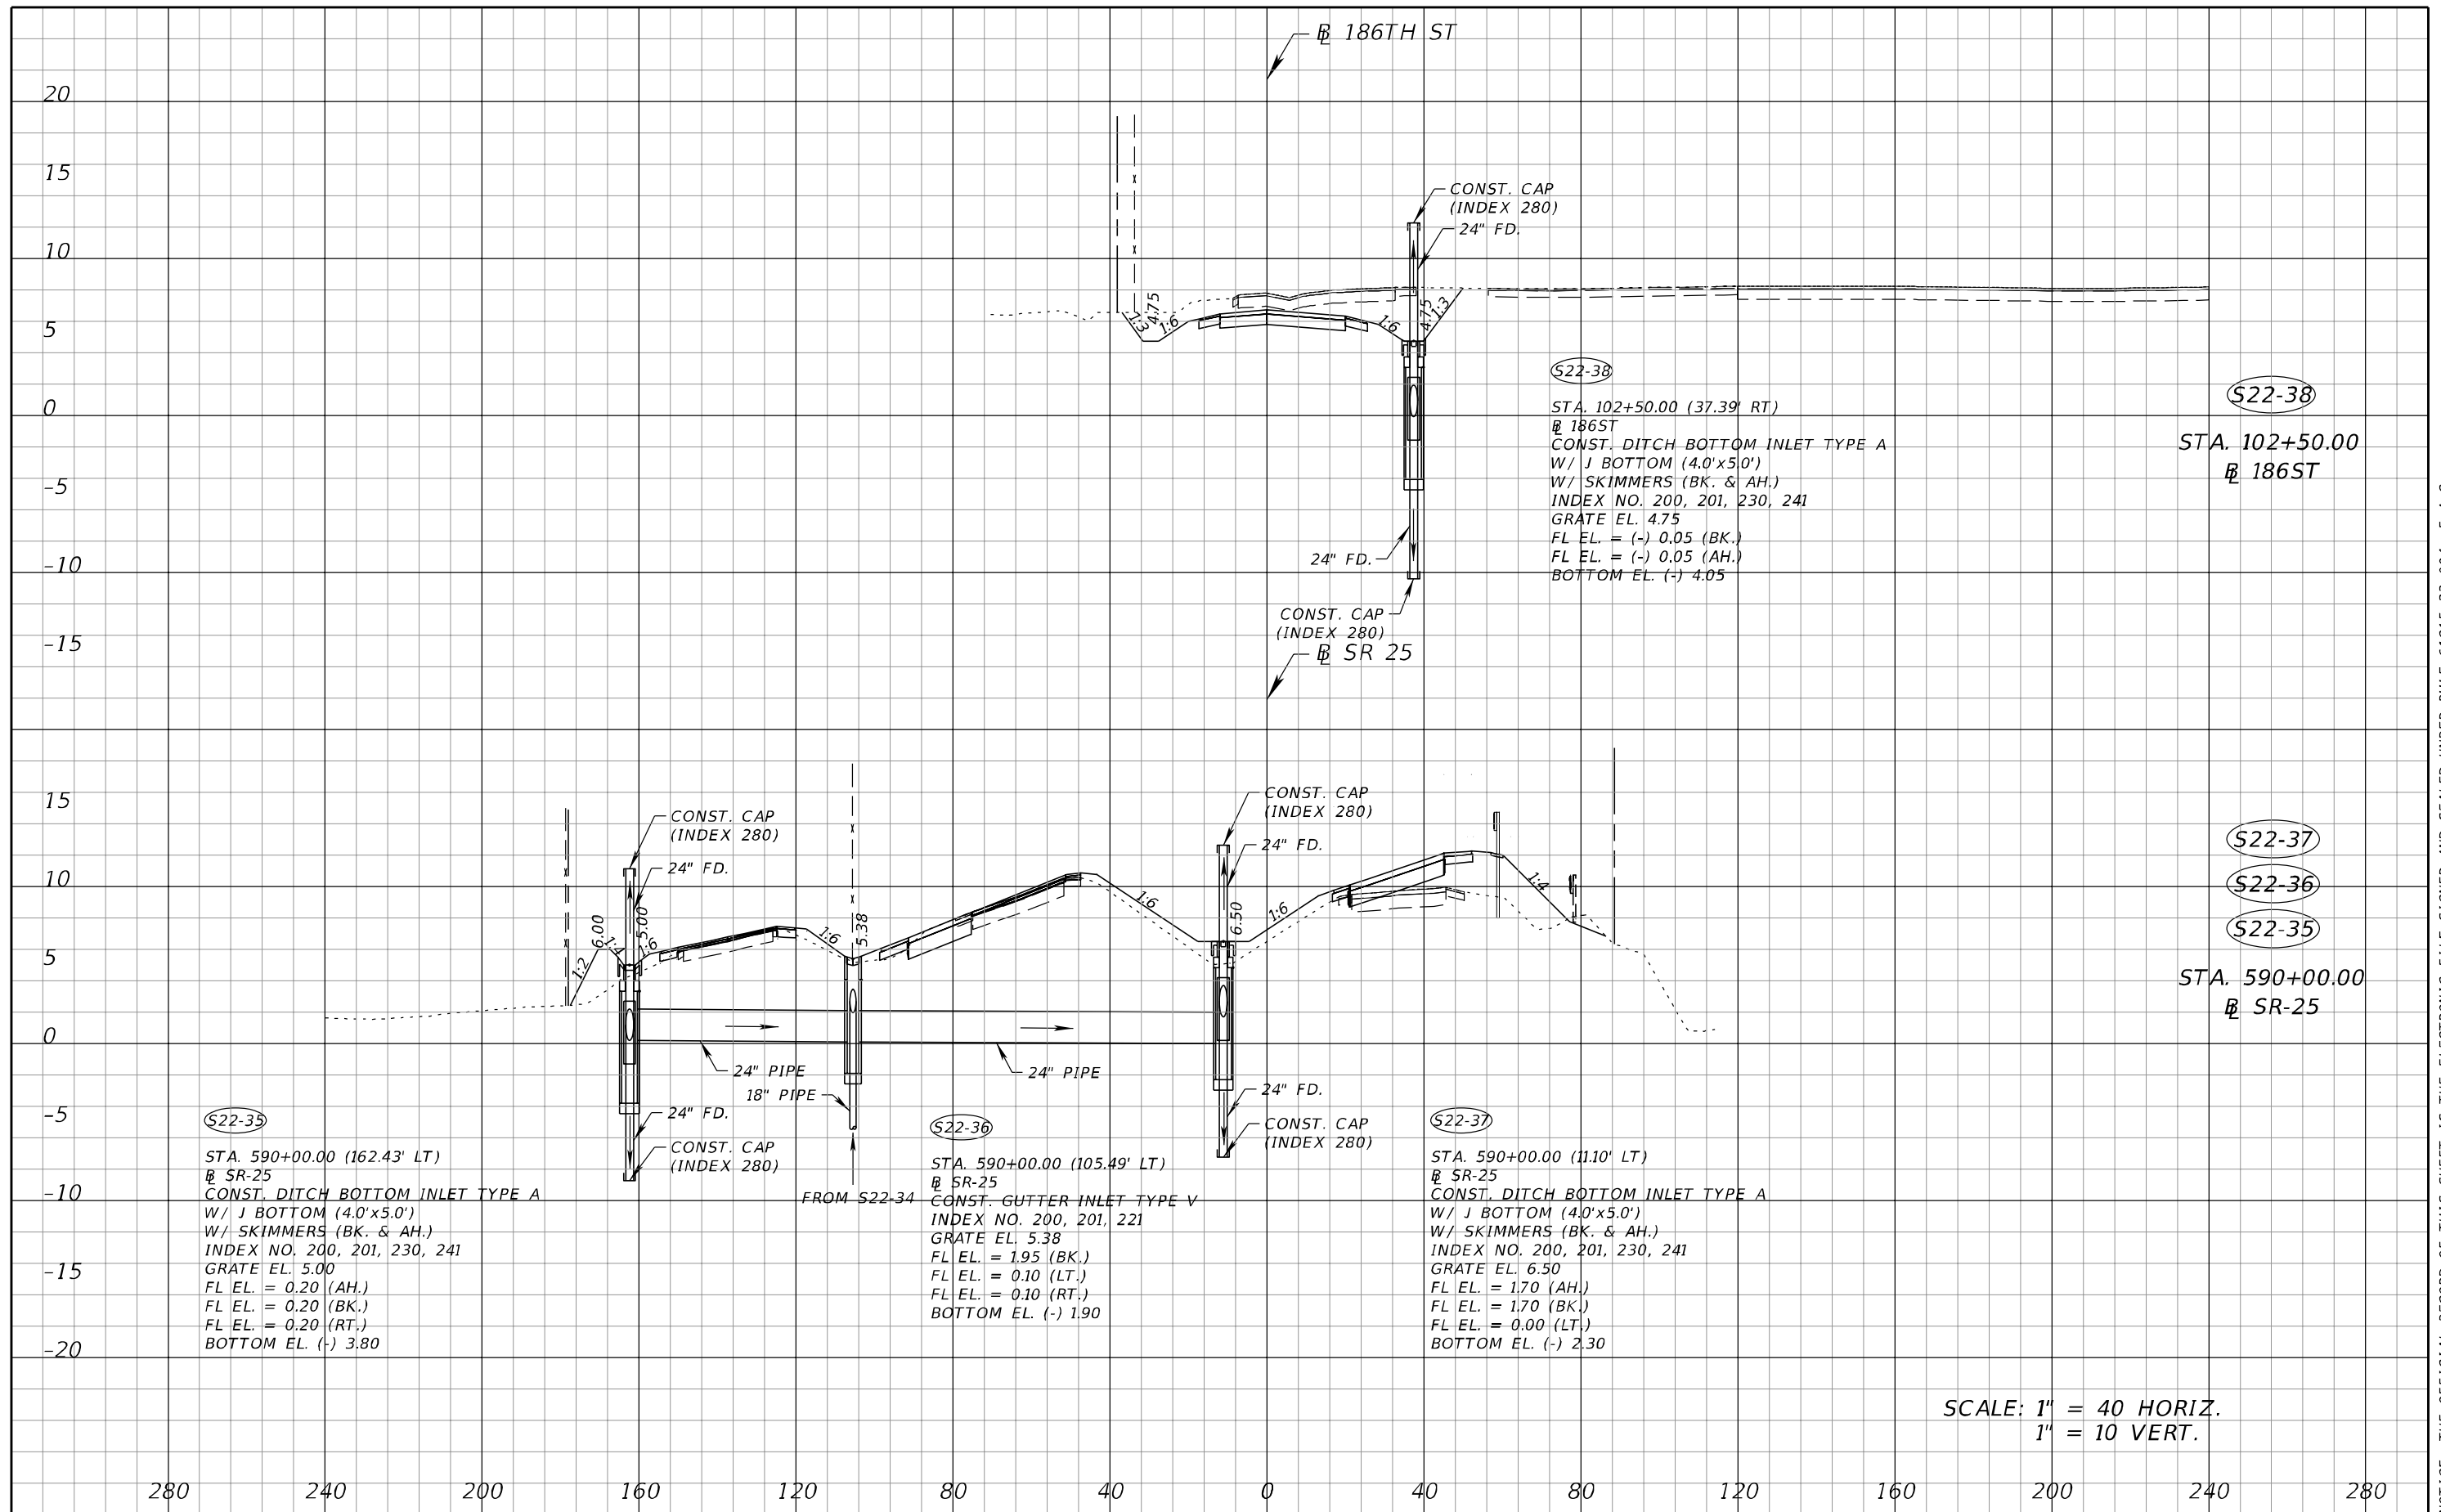 ℄ 186TH ST
20
15
10
5
0
-5
-10
-15
CONST. CAP
(INDEX 280)
24" FD.
1:3
4.75
1:6
1:6
4.75
1:3
24" FD.
CONST. CAP
(INDEX 280)
S22-38
STA. 102+50.00 (37.39' RT)
℄ 186ST
CONST. DITCH BOTTOM INLET TYPE A
W/ J BOTTOM (4.0'x5.0')
W/ SKIMMERS (BK. & AH.)
INDEX NO. 200, 201, 230, 241
GRATE EL. 4.75
FL EL. = (-) 0.05 (BK.)
FL EL. = (-) 0.05 (AH.)
BOTTOM EL. (-) 4.05
S22-38
STA. 102+50.00
℄ 186ST
℄ SR 25
15
10
5
0
-5
-10
-15
-20
CONST. CAP
(INDEX 280)
24" FD.
1:2
6.00
1:4
5.00
1:6
1:6
5.38
1:6
CONST. CAP
(INDEX 280)
24" FD.
6.50
1:6
1:4
24" PIPE
18" PIPE
24" PIPE
24" FD.
CONST. CAP
(INDEX 280)
FROM S22-34
24" FD.
CONST. CAP
(INDEX 280)
S22-37
S22-36
S22-35
STA. 590+00.00
℄ SR-25
S22-35
STA. 590+00.00 (162.43' LT)
℄ SR-25
CONST. DITCH BOTTOM INLET TYPE A
W/ J BOTTOM (4.0'x5.0')
W/ SKIMMERS (BK. & AH.)
INDEX NO. 200, 201, 230, 241
GRATE EL. 5.00
FL EL. = 0.20 (AH.)
FL EL. = 0.20 (BK.)
FL EL. = 0.20 (RT.)
BOTTOM EL. (-) 3.80
S22-36
STA. 590+00.00 (105.49' LT)
℄ SR-25
CONST. GUTTER INLET TYPE V
INDEX NO. 200, 201, 221
GRATE EL. 5.38
FL EL. = 1.95 (BK.)
FL EL. = 0.10 (LT.)
FL EL. = 0.10 (RT.)
BOTTOM EL. (-) 1.90
S22-37
STA. 590+00.00 (11.10' LT)
℄ SR-25
CONST. DITCH BOTTOM INLET TYPE A
W/ J BOTTOM (4.0'x5.0')
W/ SKIMMERS (BK. & AH.)
INDEX NO. 200, 201, 230, 241
GRATE EL. 6.50
FL EL. = 1.70 (AH.)
FL EL. = 1.70 (BK.)
FL EL. = 0.00 (LT.)
BOTTOM EL. (-) 2.30
SCALE: 1" = 40 HORIZ.
1" = 10 VERT.
280 240 200 160 120 80 40 0 40 80 120 160 200 240 280